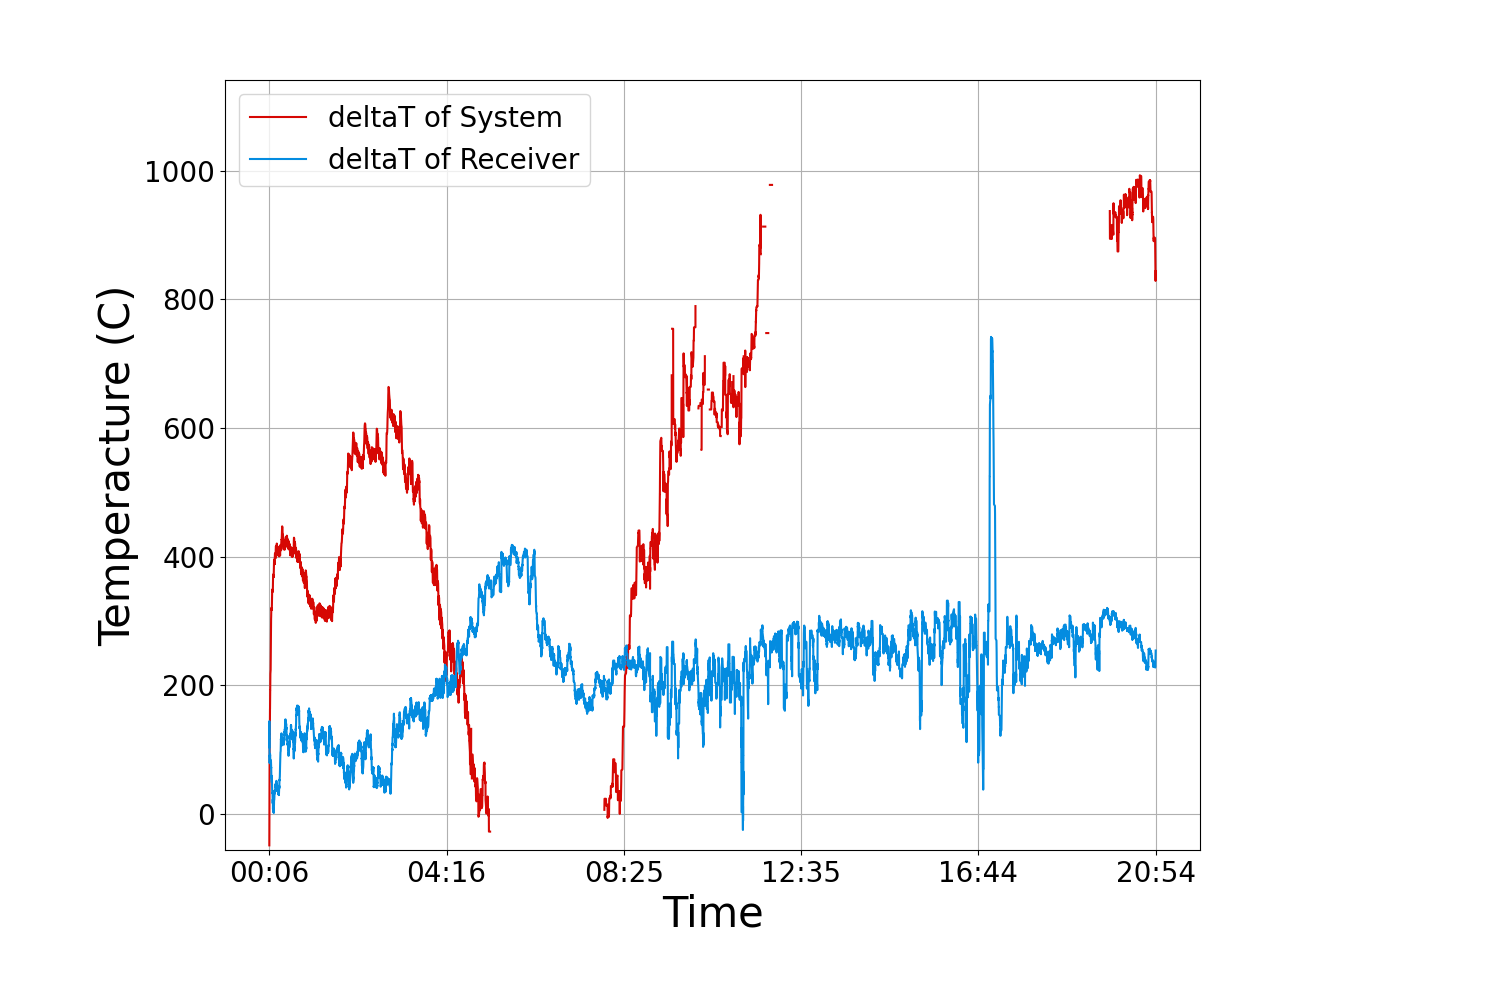 deltaT of System
deltaT of Receiver
1000
800
600
400
200
0
Temperacture (C)
00:06 04:16 08:25 12:35 16:44 20:54
Time